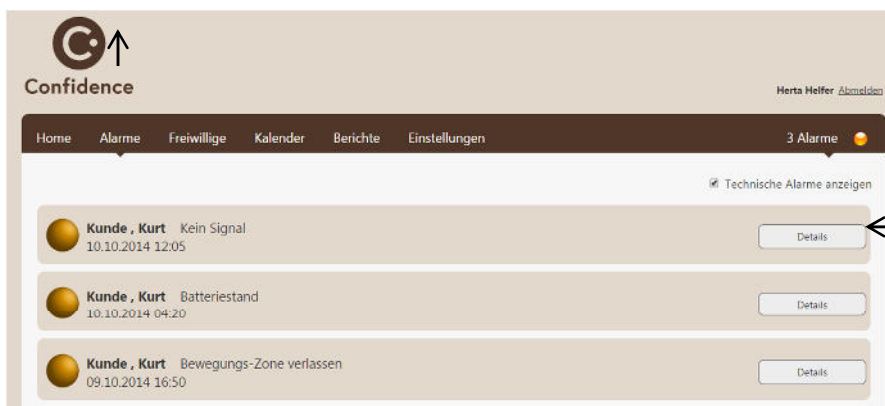 Confidence
Herta Helfer Abmelden
Home Alarme Freiwillige Kalender Berichte Einstellungen 3 Alarme
Technische Alarme anzeigen
Kunde , Kurt Kein Signal
10.10.2014 12:05
Details
Kunde , Kurt Batteriestand
10.10.2014 04:20
Details
Kunde , Kurt Bewegungs-Zone verlassen
09.10.2014 16:50
Details